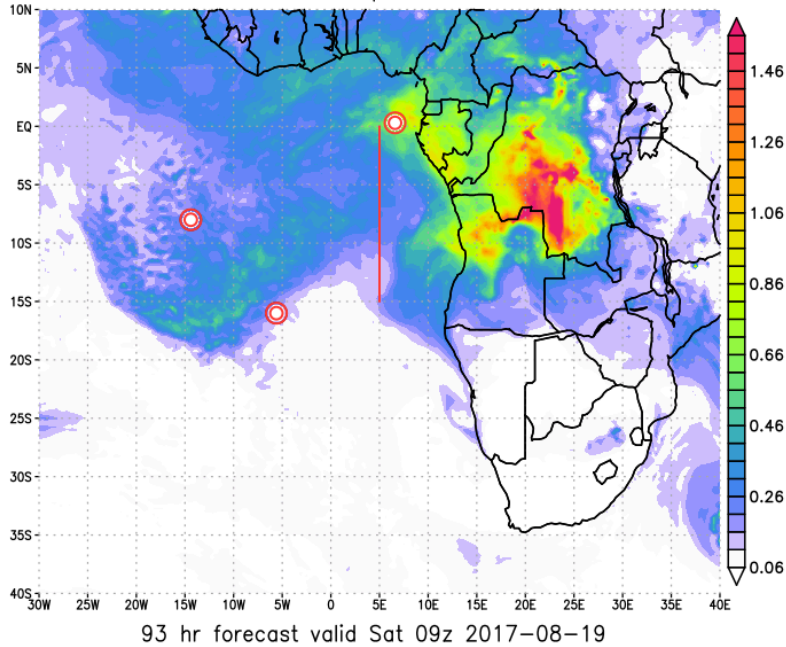 10N
5N
EQ
5S
10S
15S
20S
25S
30S
35S
40S
30W 25W 20W 15W 10W 5W 0 5E 10E 15E 20E 25E 30E 35E 40E
1.46
1.26
1.06
0.86
0.66
0.46
0.26
0.06
93 hr forecast valid Sat 09z 2017-08-19